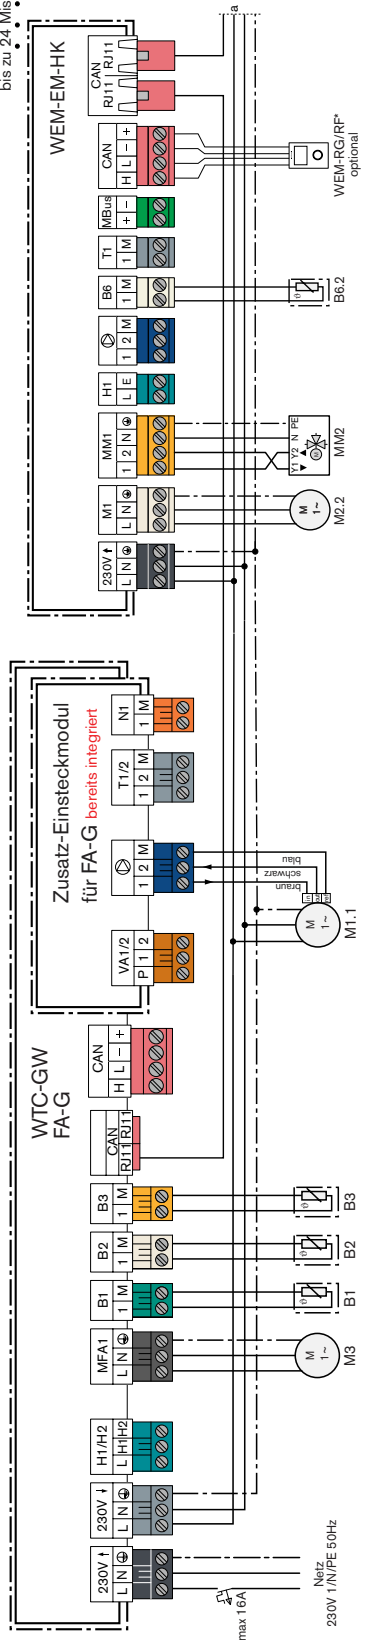 bis zu 24 Mis
WEM-EM-HK
CAN
RJ11 RJ11
CAN
H L − +
MBus
+ −
T1
1 M
B6
1 M
1 2 M
H1
L E
MM1
1 2 N
M1
L N
230V
L N
a
WEM-RG/RF*
optional
B6.2
Y1 Y2 N PE
M
MM2
M
1~
M2.2
Zusatz-Einsteckmodul
für FA-G bereits integriert
N1
1 M
T1/2
1 2 M
1 2 M
VA1/2
P 1 2
blau
schwarz
braun
M
1~
M1.1
WTC-GW
FA-G
CAN
H L − +
CAN
RJ11 RJ11
B3
1 M
B2
1 M
B1
1 M
MFA1
L N
H1/H2
L H1 H2
230V
L N
230V
L N
B3
B2
B1
M
1~
M3
max 16A
Netz
230V 1/N/PE 50Hz